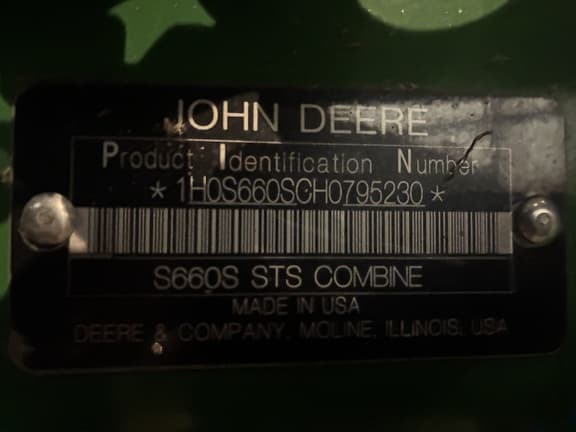 JOHN DEERE
Product Identification Number
*1H0S660SCH0795230*
S660S STS COMBINE
MADE IN USA
DEERE & COMPANY, MOLINE, ILLINOIS, USA